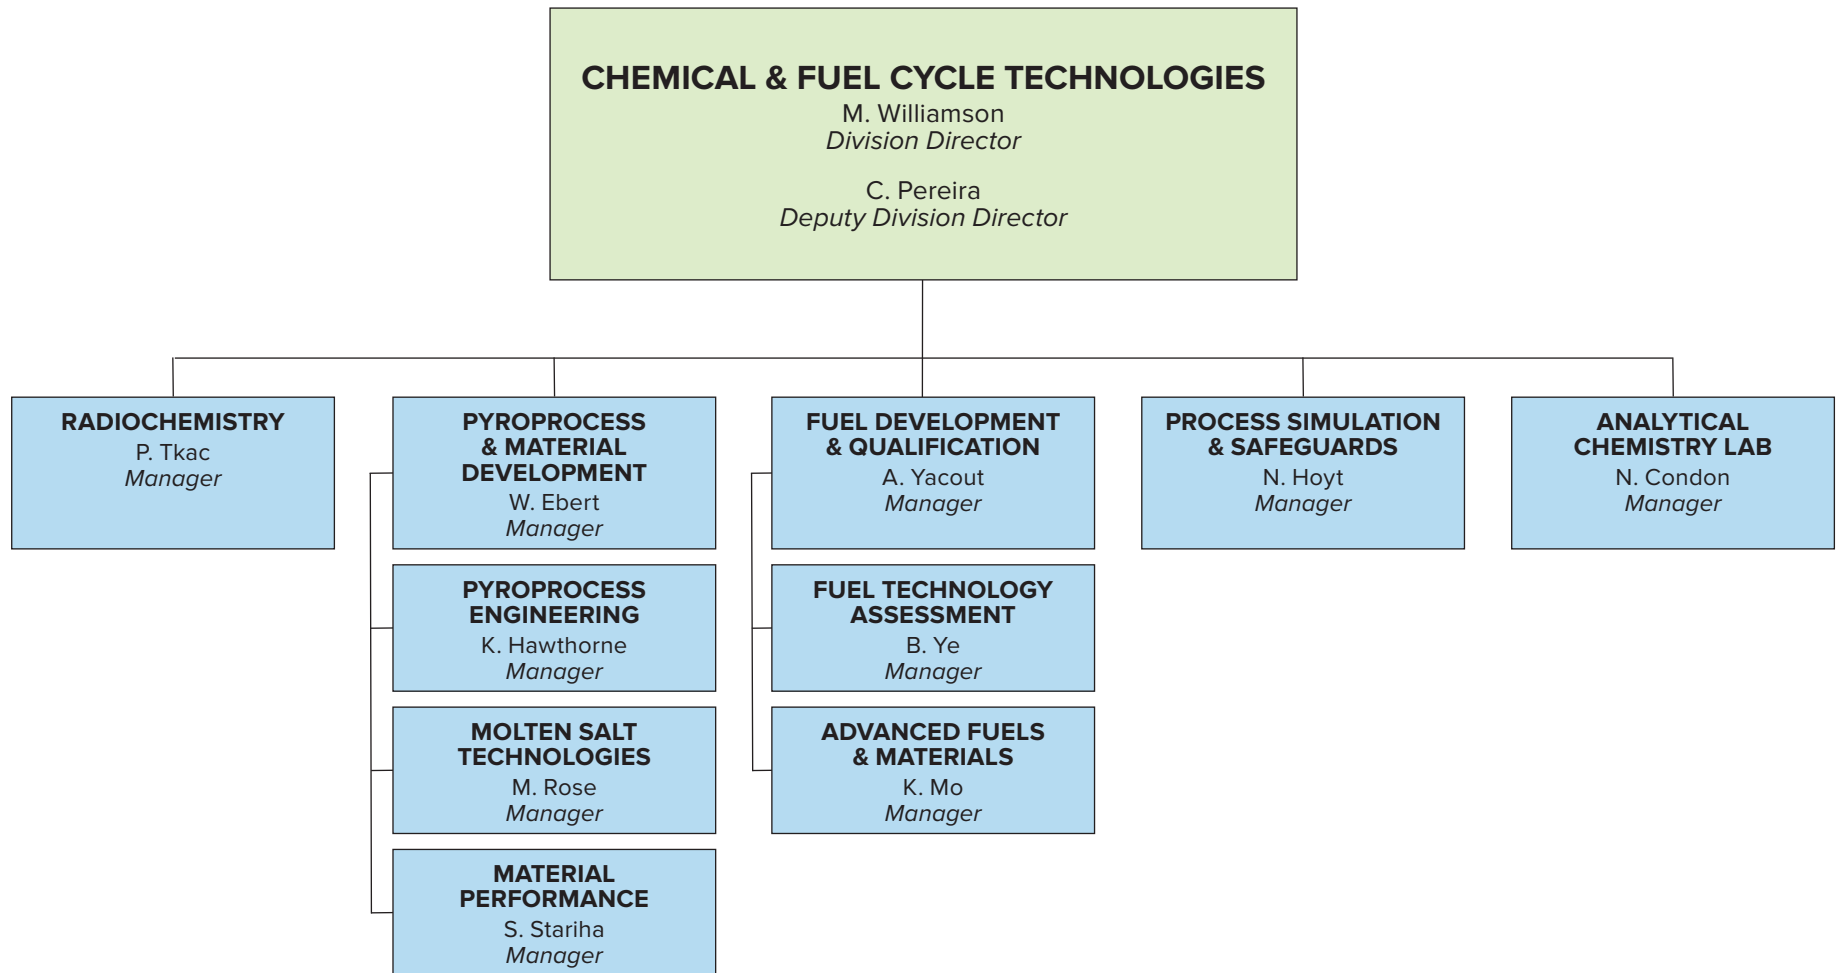 CHEMICAL & FUEL CYCLE TECHNOLOGIES
M. Williamson
Division Director
C. Pereira
Deputy Division Director
RADIOCHEMISTRY
P. Tkac
Manager
PYROPROCESS
& MATERIAL
DEVELOPMENT
W. Ebert
Manager
PYROPROCESS
ENGINEERING
K. Hawthorne
Manager
MOLTEN SALT
TECHNOLOGIES
M. Rose
Manager
MATERIAL
PERFORMANCE
S. Stariha
Manager
FUEL DEVELOPMENT
& QUALIFICATION
A. Yacout
Manager
FUEL TECHNOLOGY
ASSESSMENT
B. Ye
Manager
ADVANCED FUELS
& MATERIALS
K. Mo
Manager
PROCESS SIMULATION
& SAFEGUARDS
N. Hoyt
Manager
ANALYTICAL
CHEMISTRY LAB
N. Condon
Manager